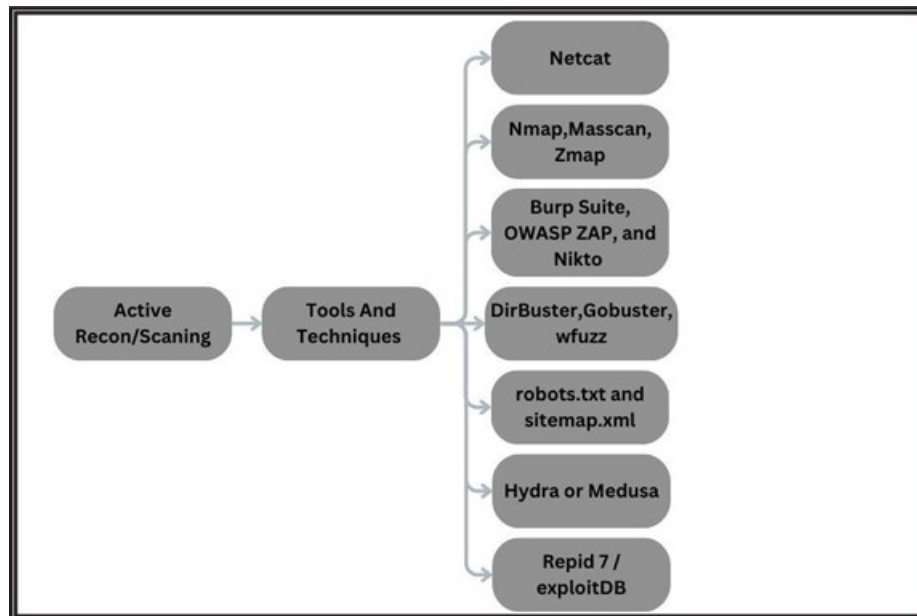 Active
Recon/Scaning
Tools And
Techniques
Netcat
Nmap,Masscan,
Zmap
Burp Suite,
OWASP ZAP, and
Nikto
DirBuster,Gobuster,
wfuzz
robots.txt and
sitemap.xml
Hydra or Medusa
Repid 7 /
exploitDB